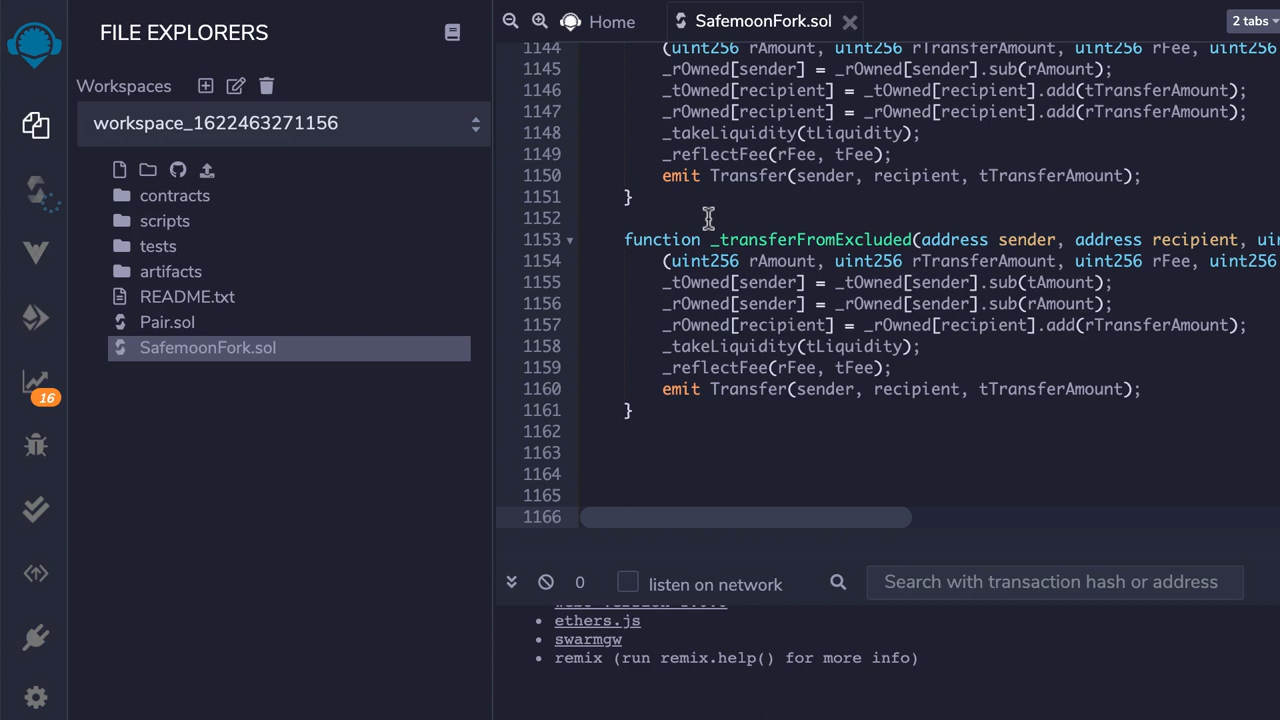 FILE EXPLORERS
Workspaces
workspace_1622463271156
contracts
scripts
tests
artifacts
README.txt
Pair.sol
SafemoonFork.sol
16
Home
SafemoonFork.sol
2 tabs
1144 (uint256 rAmount, uint256 rTransferAmount, uint256 rFee, uint256
1145 _rOwned[sender] = _rOwned[sender].sub(rAmount);
1146 _tOwned[recipient] = _tOwned[recipient].add(tTransferAmount);
1147 _rOwned[recipient] = _rOwned[recipient].add(rTransferAmount);
1148 _takeLiquidity(tLiquidity);
1149 _reflectFee(rFee, tFee);
1150 emit Transfer(sender, recipient, tTransferAmount);
1151 }
1152
1153 function _transferFromExcluded(address sender, address recipient, ui
1154 (uint256 rAmount, uint256 rTransferAmount, uint256 rFee, uint256
1155 _tOwned[sender] = _tOwned[sender].sub(tAmount);
1156 _rOwned[sender] = _rOwned[sender].sub(rAmount);
1157 _rOwned[recipient] = _rOwned[recipient].add(rTransferAmount);
1158 _takeLiquidity(tLiquidity);
1159 _reflectFee(rFee, tFee);
1160 emit Transfer(sender, recipient, tTransferAmount);
1161 }
1162
1163
1164
1165
1166
0 listen on network Search with transaction hash or address
ethers.js
swarmgw
remix (run remix.help() for more info)